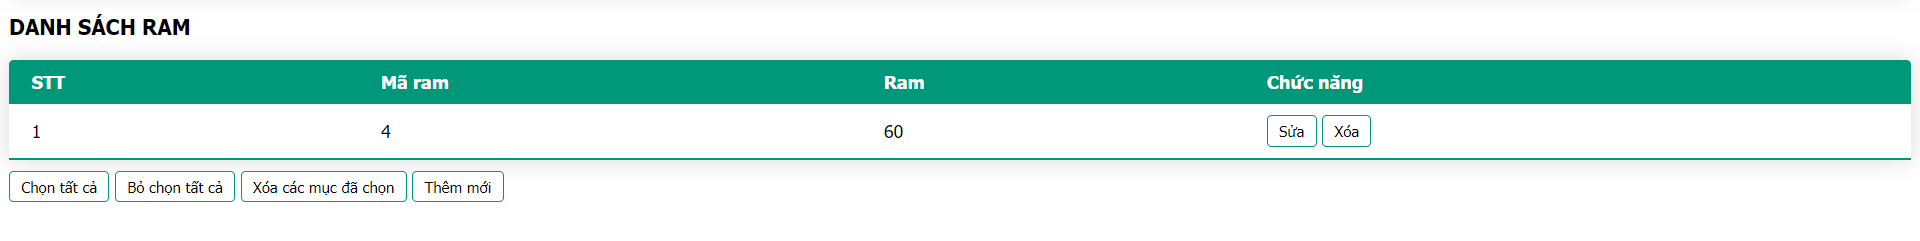 DANH SÁCH RAM
STT Mã ram Ram Chức năng
1 4 60 Sửa Xóa
Chọn tất cả Bỏ chọn tất cả Xóa các mục đã chọn Thêm mới